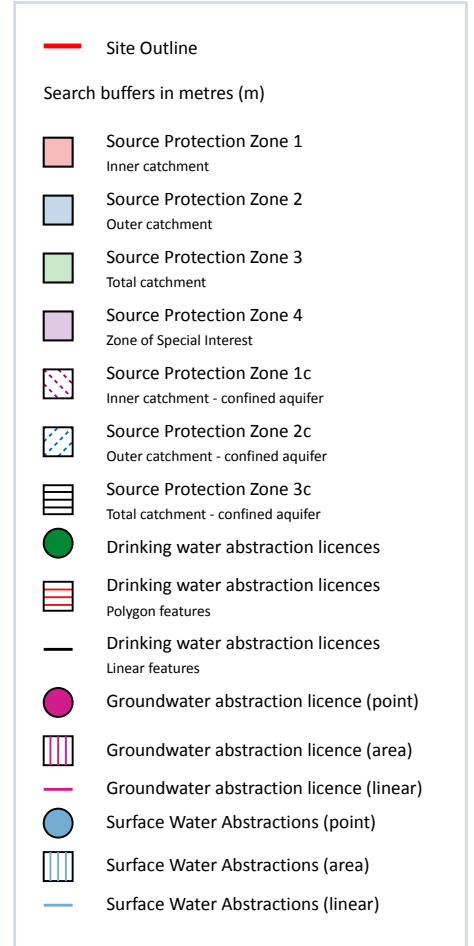 Site Outline
Search buffers in metres (m)
Source Protection Zone 1
Inner catchment
Source Protection Zone 2
Outer catchment
Source Protection Zone 3
Total catchment
Source Protection Zone 4
Zone of Special Interest
Source Protection Zone 1c
Inner catchment - confined aquifer
Source Protection Zone 2c
Outer catchment - confined aquifer
Source Protection Zone 3c
Total catchment - confined aquifer
Drinking water abstraction licences
Drinking water abstraction licences
Polygon features
Drinking water abstraction licences
Linear features
Groundwater abstraction licence (point)
Groundwater abstraction licence (area)
Groundwater abstraction licence (linear)
Surface Water Abstractions (point)
Surface Water Abstractions (area)
Surface Water Abstractions (linear)